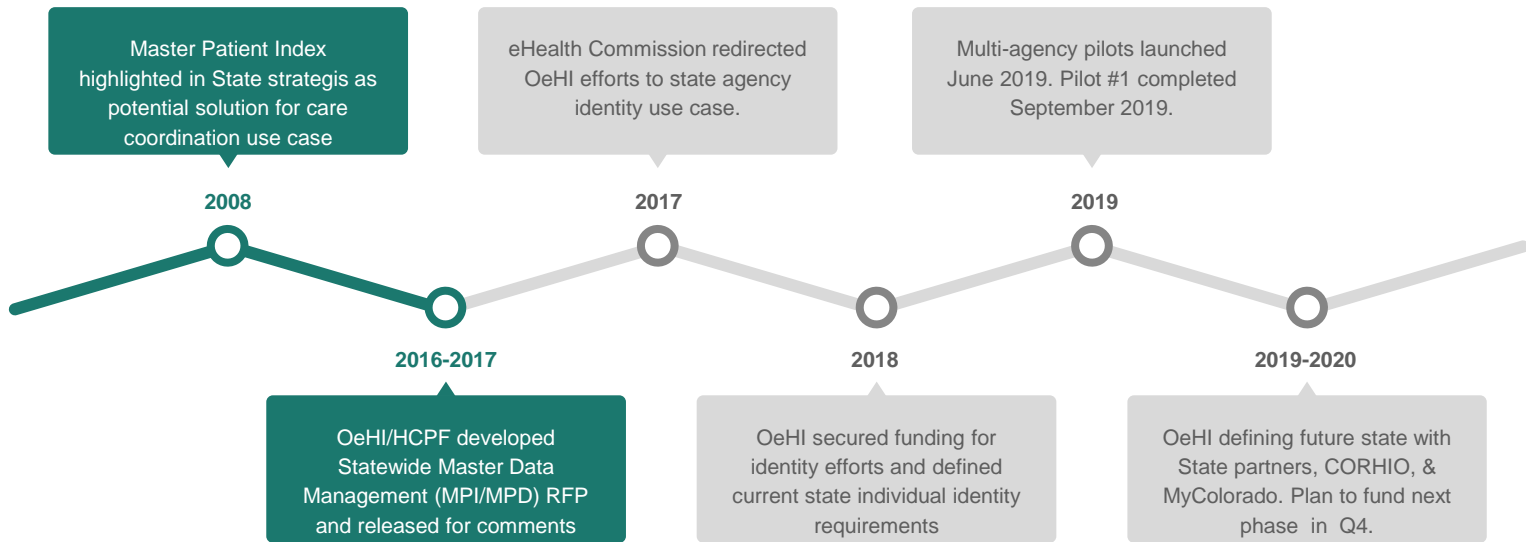 Master Patient Index
highlighted in State strategis as
potential solution for care
coordination use case
2008
eHealth Commission redirected
OeHI efforts to state agency
identity use case.
2017
Multi-agency pilots launched
June 2019. Pilot #1 completed
September 2019.
2019
2016-2017
OeHI/HCPF developed
Statewide Master Data
Management (MPI/MPD) RFP
and released for comments
2018
OeHI secured funding for
identity efforts and defined
current state individual identity
requirements
2019-2020
OeHI defining future state with
State partners, CORHIO, &
MyColorado. Plan to fund next
phase in Q4.